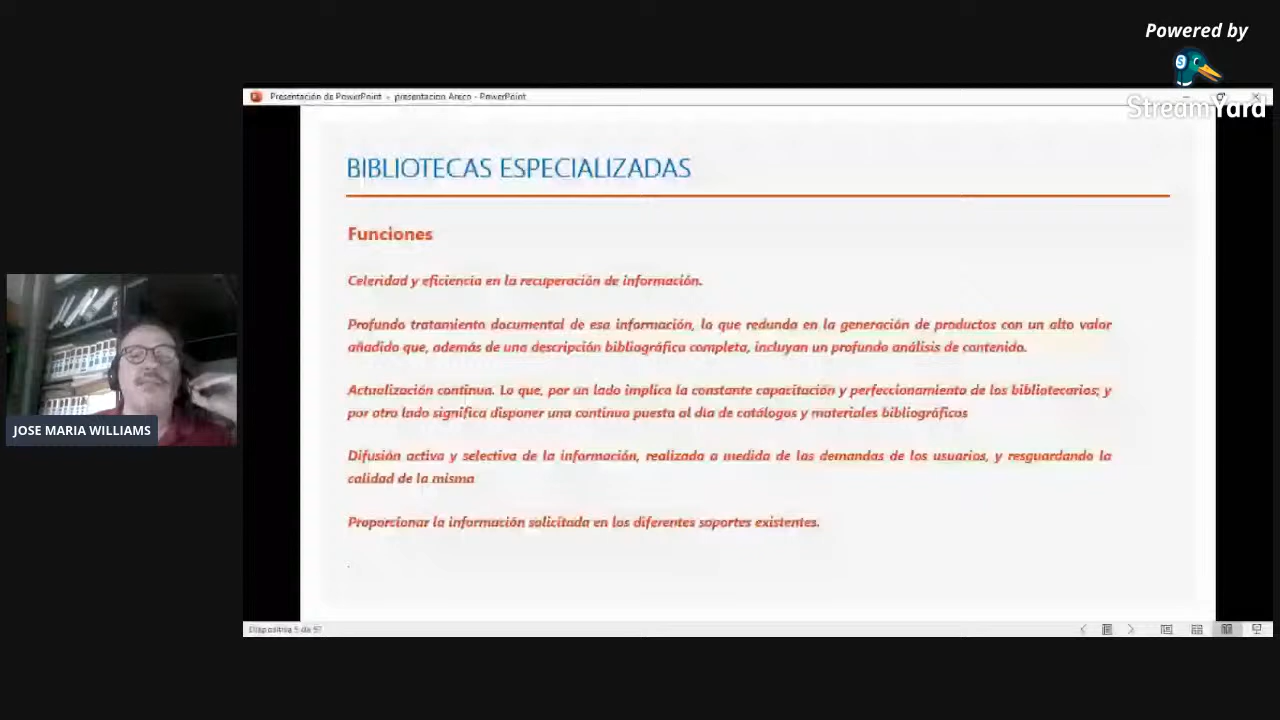 Powered by
StreamYard
Presentación de PowerPoint - presentacion Areco - PowerPoint
BIBLIOTECAS ESPECIALIZADAS
Funciones
Celeridad y eficiencia en la recuperación de información.
Profundo tratamiento documental de esa información, lo que redunda en la generación de productos con un alto valor
añadido que, además de una descripción bibliográfica completa, incluyan un profundo análisis de contenido.
Actualización continua. Lo que, por un lado implica la constante capacitación y perfeccionamiento de los bibliotecarios; y
por otro lado significa disponer una continua puesta al día de catálogos y materiales bibliográficos
Difusión activa y selectiva de la información, realizada a medida de las demandas de los usuarios, y resguardando la
calidad de la misma
Proporcionar la información solicitada en los diferentes soportes existentes.
.
JOSE MARIA WILLIAMS
Diapositiva 5 de